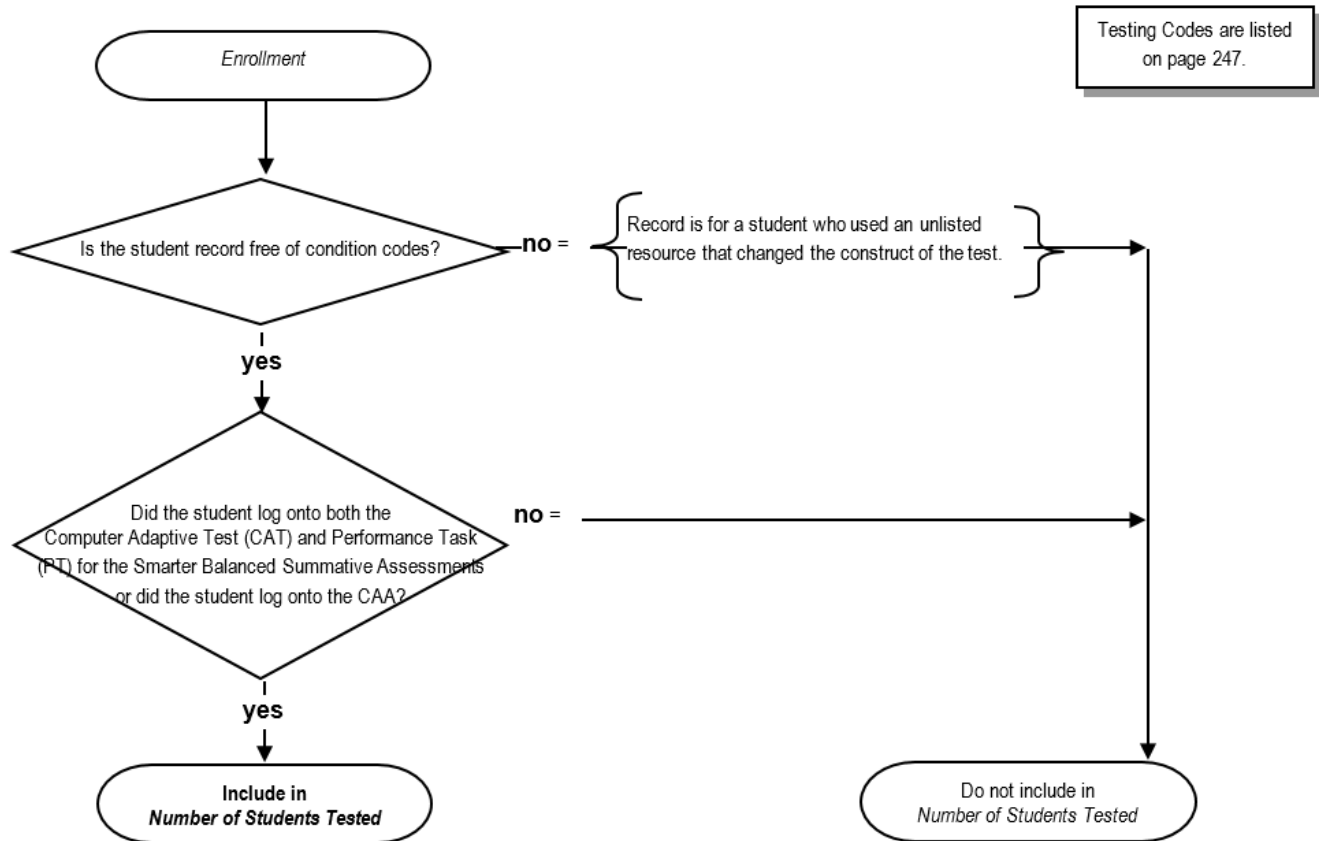 Enrollment
Testing Codes are listed
on page 247.
Is the student record free of condition codes?
no =
Record is for a student who used an unlisted
resource that changed the construct of the test.
yes
Did the student log onto both the
Computer Adaptive Test (CAT) and Performance Task
(PT) for the Smarter Balanced Summative Assessments
or did the student log onto the CAA?
no =
yes
Include in
Number of Students Tested
Do not include in
Number of Students Tested